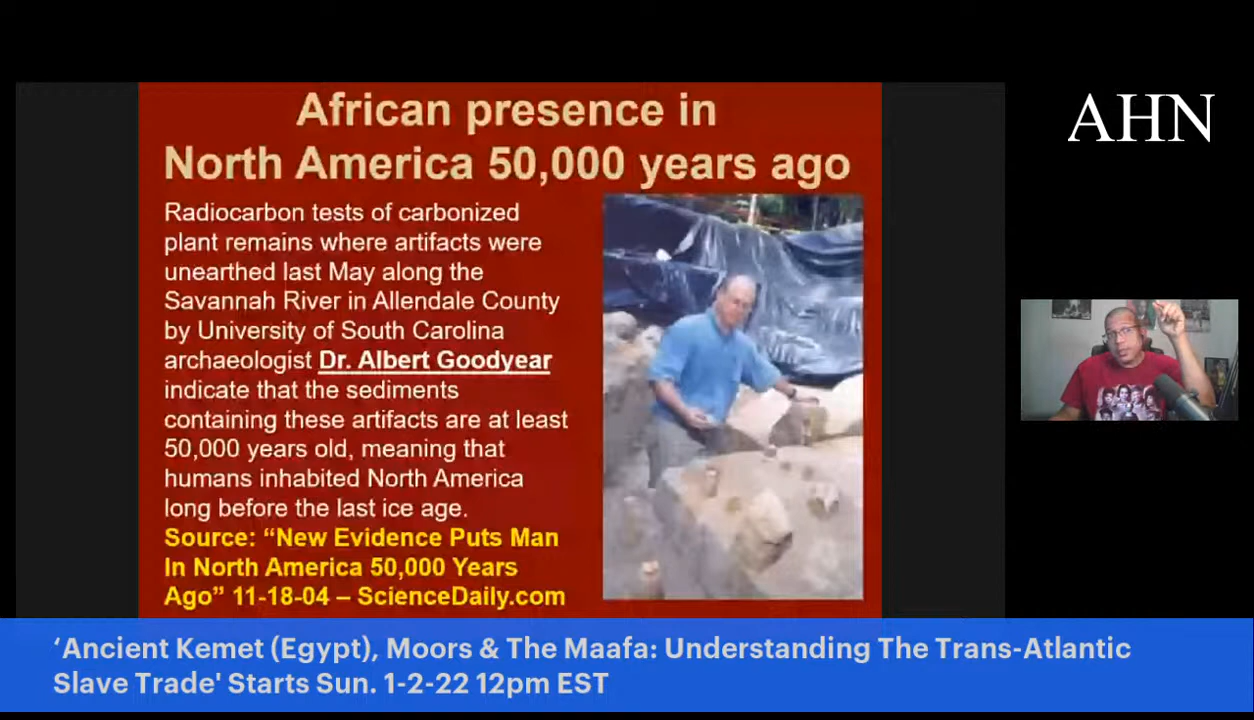 African presence in
North America 50,000 years ago
Radiocarbon tests of carbonized
plant remains where artifacts were
unearthed last May along the
Savannah River in Allendale County
by University of South Carolina
archaeologist Dr. Albert Goodyear
indicate that the sediments
containing these artifacts are at least
50,000 years old, meaning that
humans inhabited North America
long before the last ice age.
Source: “New Evidence Puts Man
In North America 50,000 Years
Ago” 11-18-04 – ScienceDaily.com
AHN
‘Ancient Kemet (Egypt), Moors & The Maafa: Understanding The Trans-Atlantic
Slave Trade' Starts Sun. 1-2-22 12pm EST